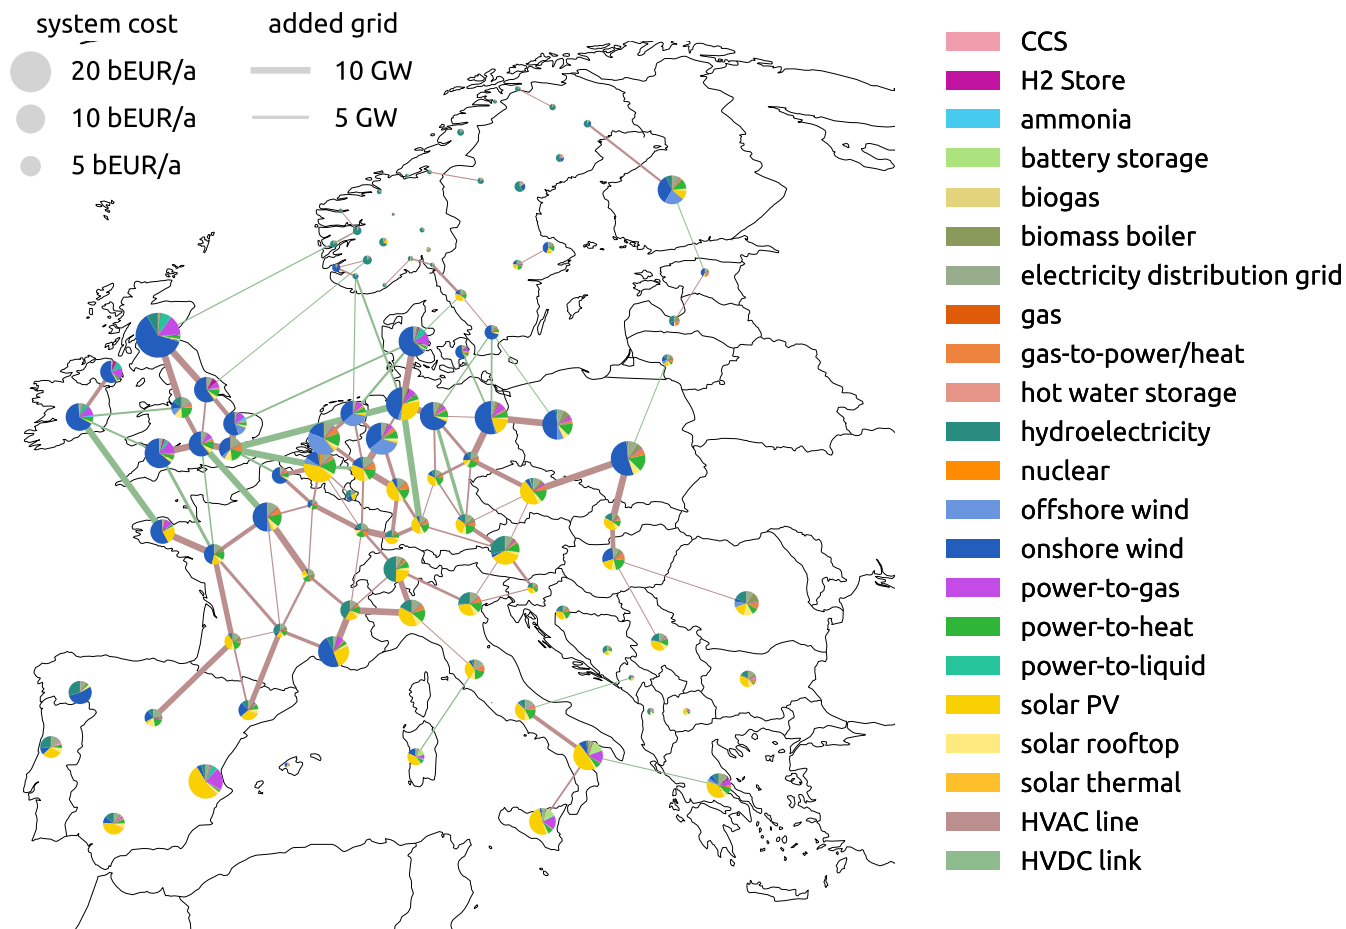 system cost
20 bEUR/a
10 bEUR/a
5 bEUR/a
added grid
10 GW
5 GW
CCS
H2 Store
ammonia
battery storage
biogas
biomass boiler
electricity distribution grid
gas
gas-to-power/heat
hot water storage
hydroelectricity
nuclear
offshore wind
onshore wind
power-to-gas
power-to-heat
power-to-liquid
solar PV
solar rooftop
solar thermal
HVAC line
HVDC link